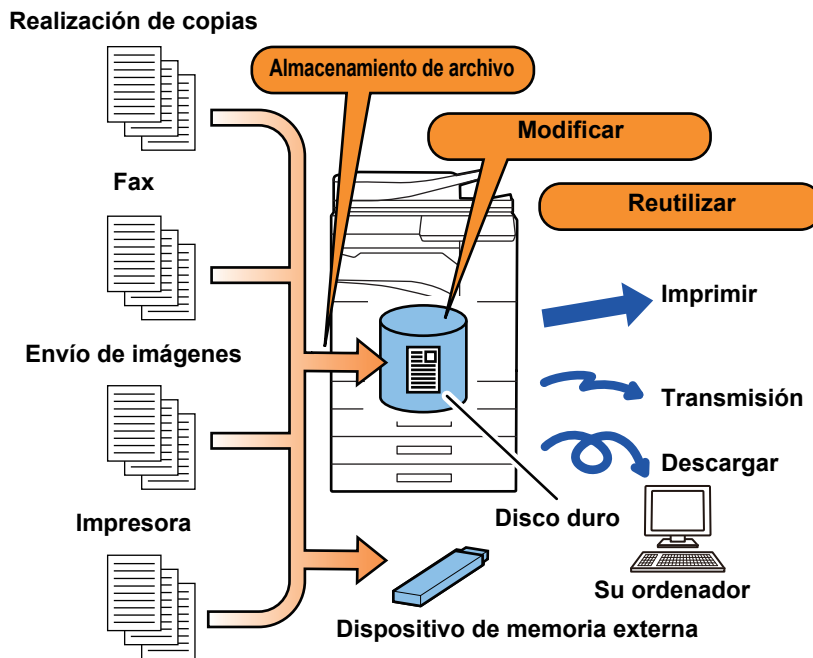 Realización de copias
Almacenamiento de archivo
Modificar
Fax
Reutilizar
Imprimir
Envío de imágenes
Transmisión
Descargar
Disco duro
Impresora
Su ordenador
Dispositivo de memoria externa